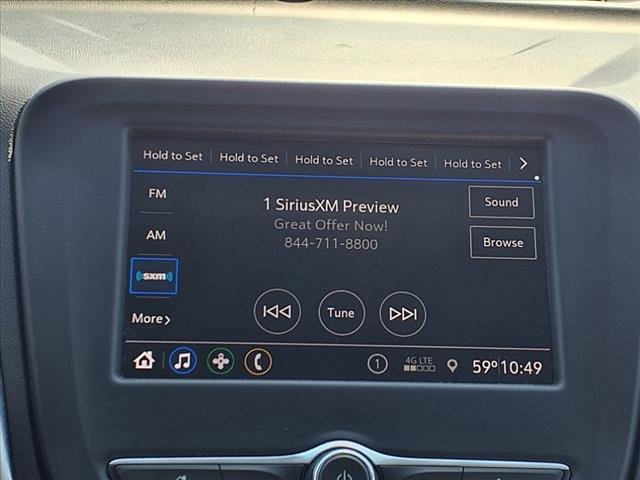 Hold to Set Hold to Set Hold to Set Hold to Set Hold to Set
FM
1 SiriusXM Preview
Sound
Great Offer Now!
AM
844-711-8800
Browse
sxm
Tune
More
1
4G LTE
59° 10:49